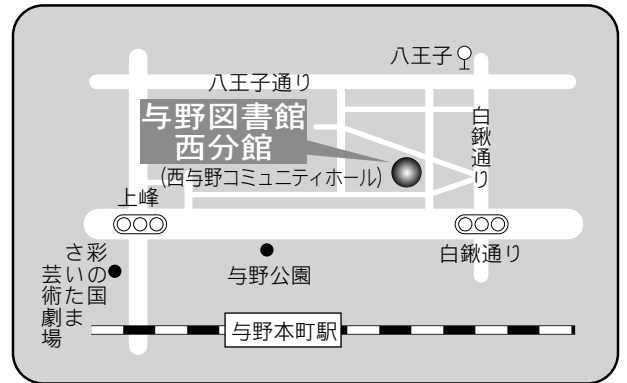 八王子
八王子通り
与野図書館
西分館
(西与野コミュニティホール)
白鍬通り
上峰
白鍬通り
彩の国
さいたま
芸術劇場
与野公園
与野本町駅